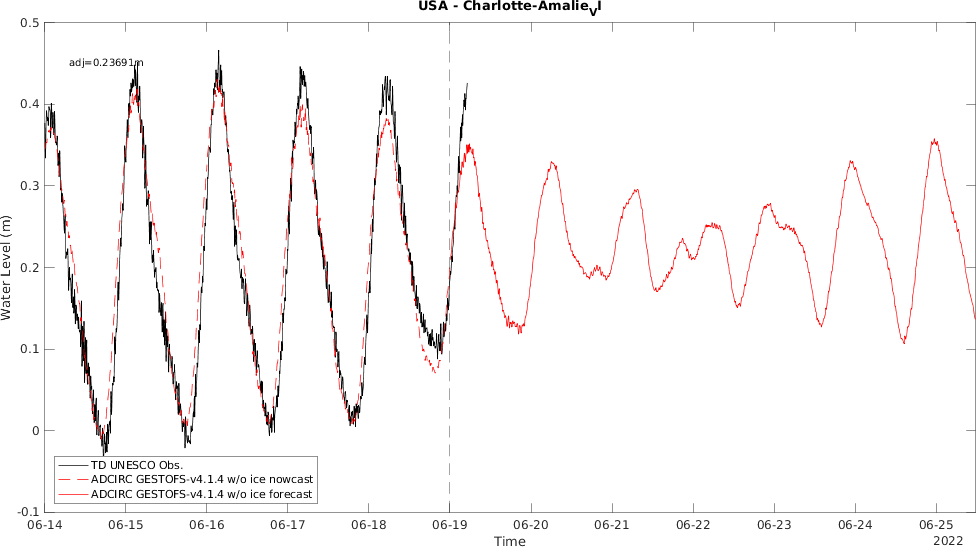 USA - Charlotte-Amalie_VI
0.5
adj=0.23691m
0.4
0.3
0.2
0.1
0
-0.1
Water Level (m)
TD UNESCO Obs.
ADCIRC GESTOFS-v4.1.4 w/o ice nowcast
ADCIRC GESTOFS-v4.1.4 w/o ice forecast
06-14 06-15 06-16 06-17 06-18 06-19 06-20 06-21 06-22 06-23 06-24 06-25
Time
2022